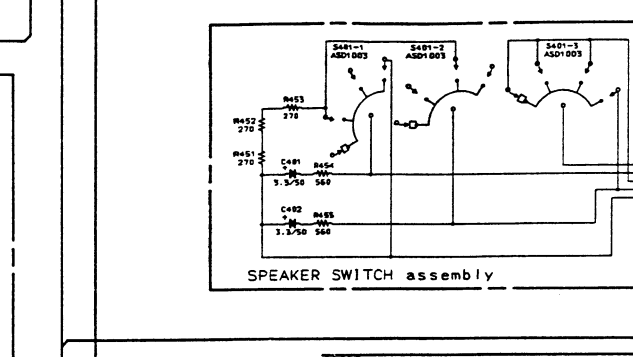 S401-1
ASD1003
S401-2
ASD1003
S401-3
ASD1003
R453
270
R452
270
R451
270
C401
+
3.3/50
R454
560
C402
+
3.3/50
R455
560
SPEAKER SWITCH assembly